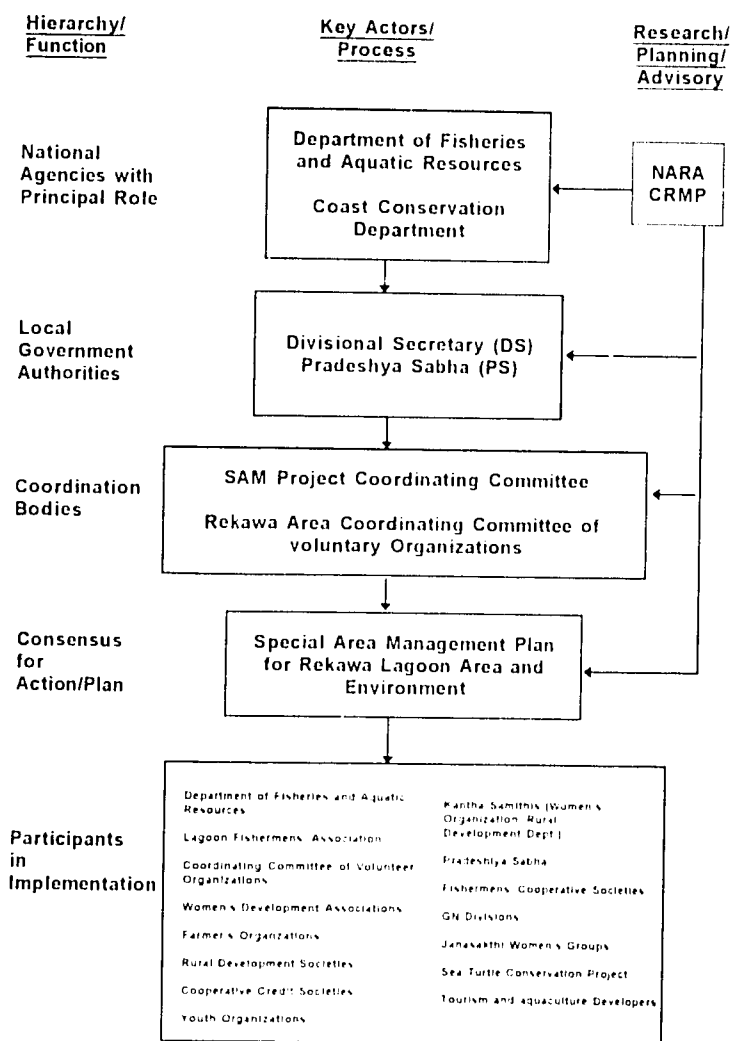 Hierarchy/
Function
Key Actors/
Process
Research/
Planning/
Advisory
National
Agencies with
Principal Role
Department of Fisheries
and Aquatic Resources
Coast Conservation
Department
NARA
CRMP
Local
Government
Authorities
Divisional Secretary (DS)
Pradeshya Sabha (PS)
Coordination
Bodies
SAM Project Coordinating Committee
Rekawa Area Coordinating Committee of
voluntary Organizations
Consensus
for
Action/Plan
Special Area Management Plan
for Rekawa Lagoon Area and
Environment
Participants
in
Implementation
Department of Fisheries and Aquatic
Resources
Lagoon Fishermens' Association
Coordinating Committee of Volunteer
Organizations
Women's Development Associations
Farmer's Organizations
Rural Development Societies
Cooperative Credit Societies
Youth Organizations
Kantha Samithis (Women's
Organization Rural
Development Dept.)
Pradeshiya Sabha
Fishermens' Cooperative Societies
GN Divisions
Janasakthi Women's Groups
Sea Turtle Conservation Project
Tourism and aquaculture Developers